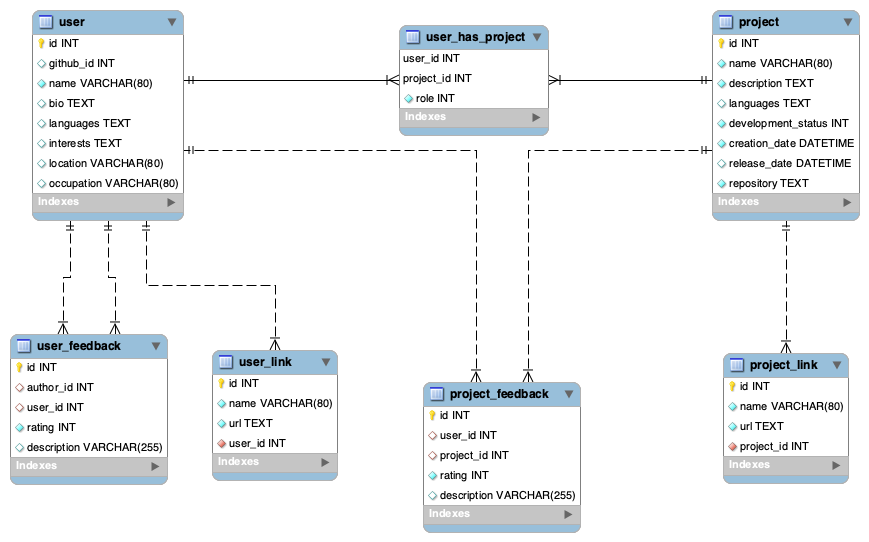 user
id INT
github_id INT
name VARCHAR(80)
bio TEXT
languages TEXT
interests TEXT
location VARCHAR(80)
occupation VARCHAR(80)
Indexes
user_has_project
user_id INT
project_id INT
role INT
Indexes
project
id INT
name VARCHAR(80)
description TEXT
languages TEXT
development_status INT
creation_date DATETIME
release_date DATETIME
repository TEXT
Indexes
user_feedback
id INT
author_id INT
user_id INT
rating INT
description VARCHAR(255)
Indexes
user_link
id INT
name VARCHAR(80)
url TEXT
user_id INT
Indexes
project_feedback
id INT
user_id INT
project_id INT
rating INT
description VARCHAR(255)
Indexes
project_link
id INT
name VARCHAR(80)
url TEXT
project_id INT
Indexes